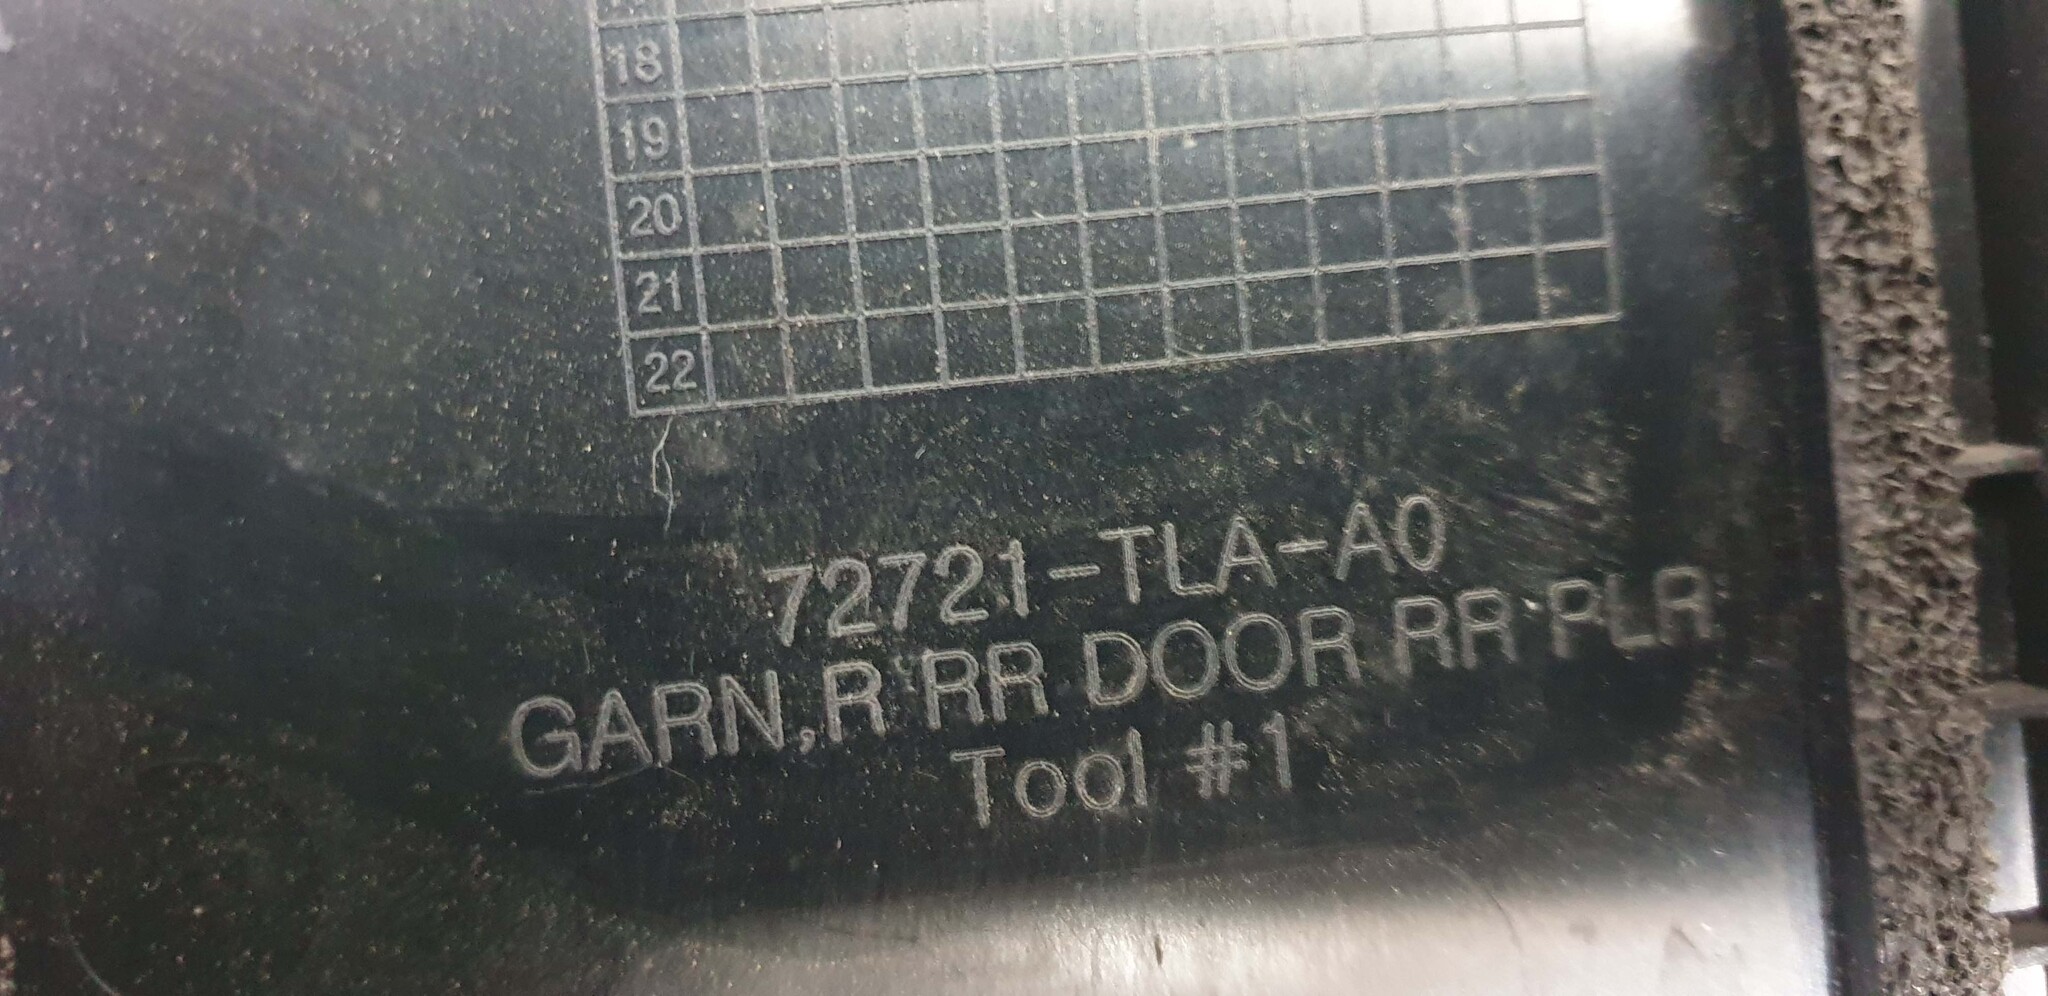 18
19
20
21
22
72721-TLA-A0
GARN,R RR DOOR RR PLR
Tool #1